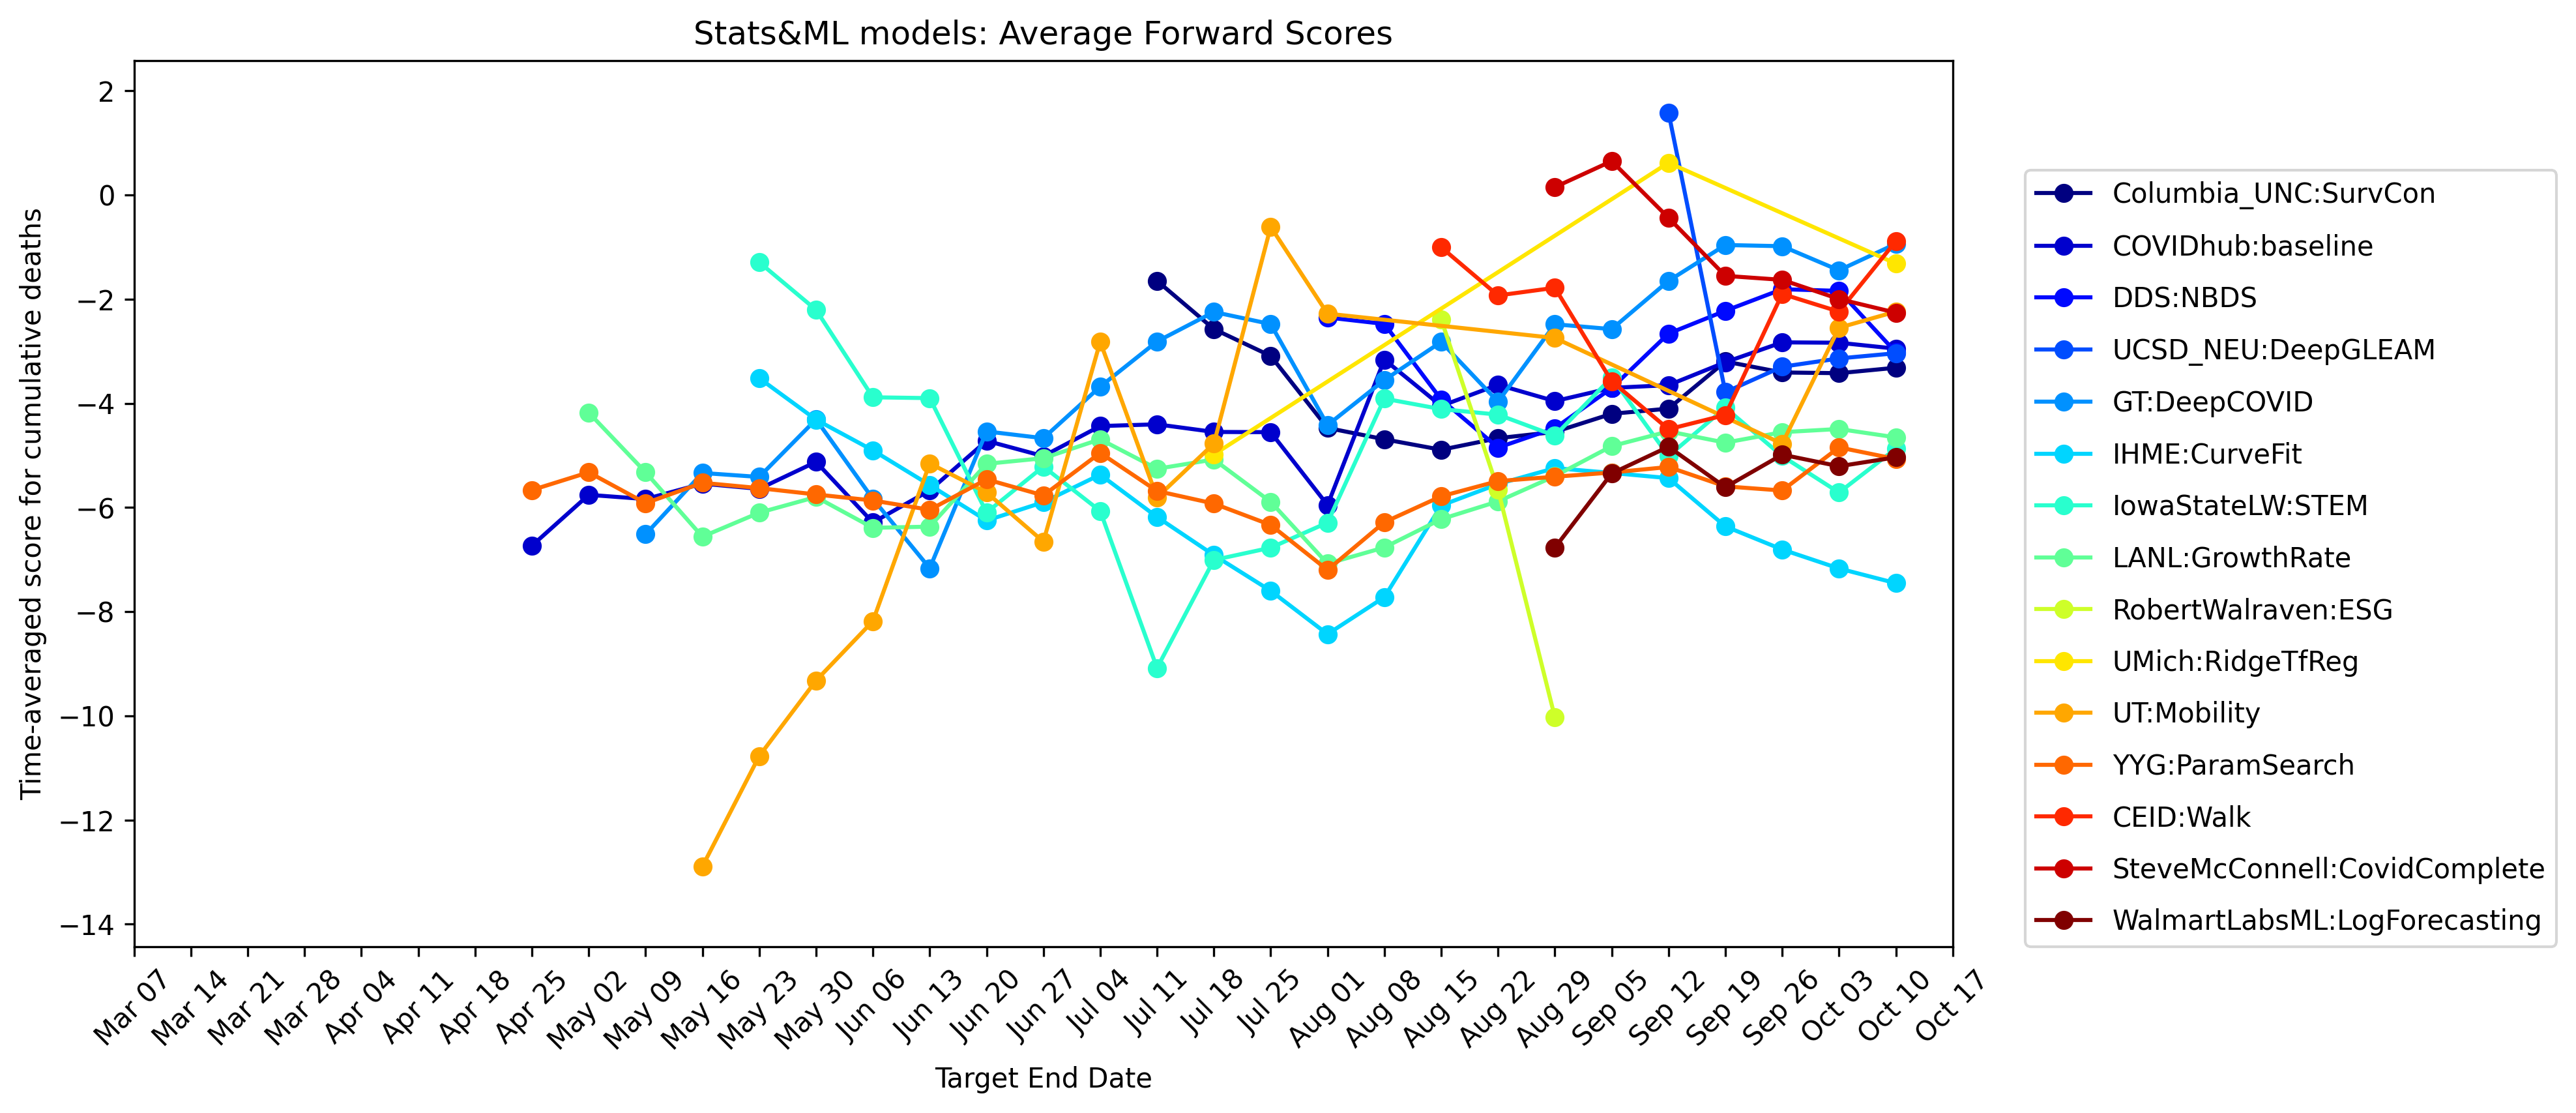 Stats&ML models: Average Forward Scores
Time-averaged score for cumulative deaths
2
0
−2
−4
−6
−8
−10
−12
−14
Mar 07
Mar 14
Mar 21
Mar 28
Apr 04
Apr 11
Apr 18
Apr 25
May 02
May 09
May 16
May 23
May 30
Jun 06
Jun 13
Jun 20
Jun 27
Jul 04
Jul 11
Jul 18
Jul 25
Aug 01
Aug 08
Aug 15
Aug 22
Aug 29
Sep 05
Sep 12
Sep 19
Sep 26
Oct 03
Oct 10
Oct 17
Target End Date
Columbia_UNC:SurvCon
COVIDhub:baseline
DDS:NBDS
UCSD_NEU:DeepGLEAM
GT:DeepCOVID
IHME:CurveFit
IowaStateLW:STEM
LANL:GrowthRate
RobertWalraven:ESG
UMich:RidgeTfReg
UT:Mobility
YYG:ParamSearch
CEID:Walk
SteveMcConnell:CovidComplete
WalmartLabsML:LogForecasting